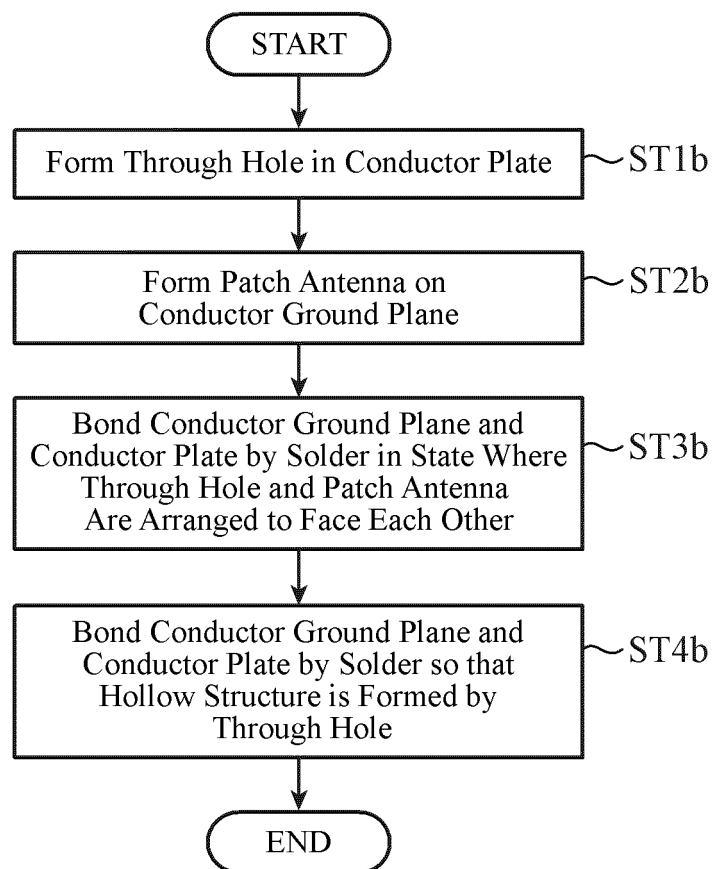 START
Form Through Hole in Conductor Plate
ST1b
Form Patch Antenna on
Conductor Ground Plane
ST2b
Bond Conductor Ground Plane and
Conductor Plate by Solder in State Where
Through Hole and Patch Antenna
Are Arranged to Face Each Other
ST3b
Bond Conductor Ground Plane and
Conductor Plate by Solder so that
Hollow Structure is Formed by
Through Hole
ST4b
END